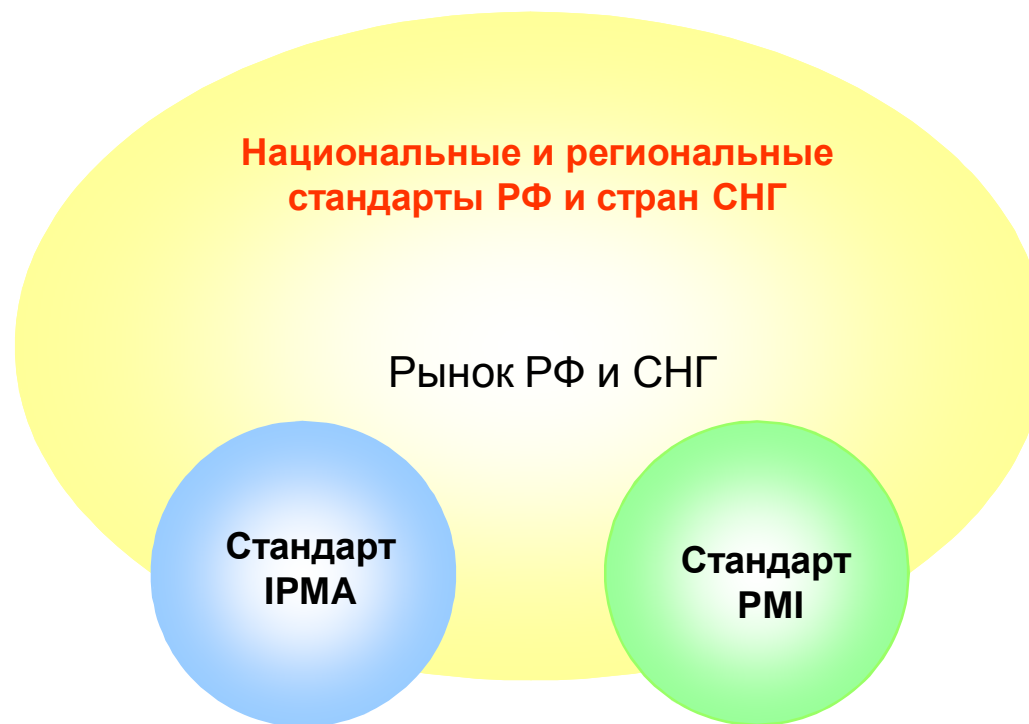 Национальные и региональные
стандарты РФ и стран СНГ
Рынок РФ и СНГ
Стандарт
IPMA
Стандарт
PMI